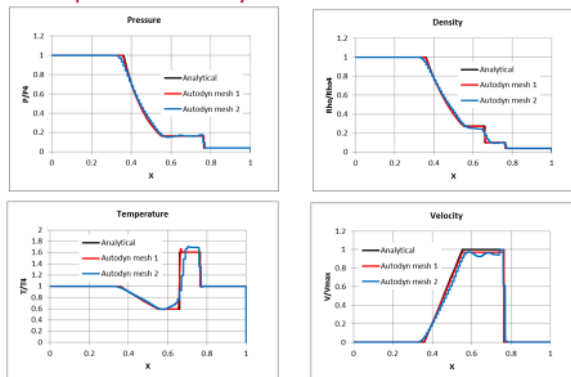 Pressure
1.2
1
0.8
0.6
0.4
0.2
0
P/P4
Analytical
Autodyn mesh 1
Autodyn mesh 2
0 0.2 0.4 0.6 0.8 1
X
Density
1.2
1
0.8
0.6
0.4
0.2
0
Rho/Rho4
Analytical
Autodyn mesh 1
Autodyn mesh 2
0 0.2 0.4 0.6 0.8 1
X
Temperature
2
1.8
1.6
1.4
1.2
1
0.8
0.6
0.4
0.2
0
T/T4
Analytical
Autodyn mesh 1
Autodyn mesh 2
0 0.2 0.4 0.6 0.8 1
X
Velocity
1.2
1
0.8
0.6
0.4
0.2
0
V/Vmax
Analytical
Autodyn mesh 1
Autodyn mesh 2
0 0.2 0.4 0.6 0.8 1
X